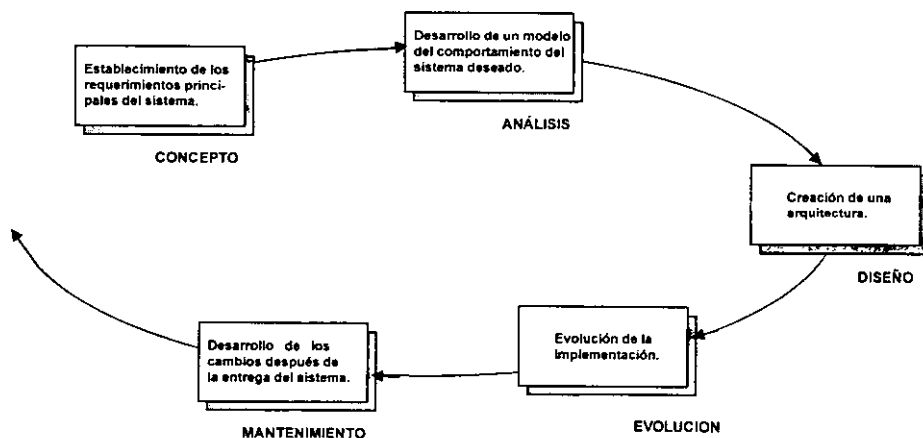 Establecimiento de los
requerimientos princi-
pales del sistema.
CONCEPTO
Desarrollo de un modelo
del comportamiento del
sistema deseado.
ANÁLISIS
Creación de una
arquitectura.
DISEÑO
Evolución de la
implementación.
EVOLUCION
Desarrollo de los
cambios después de
la entrega del sistema.
MANTENIMIENTO